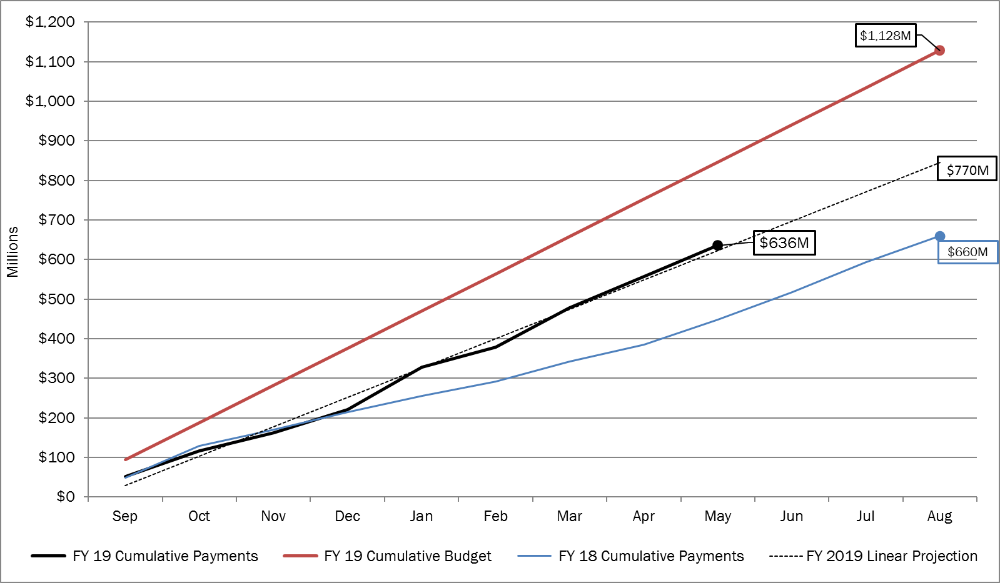 $1,200
$1,128M
$1,100
$1,000
$900
$800
$770M
$700
$636M
$660M
$600
$500
$400
$300
$200
$100
$0
Millions
Sep Oct Nov Dec Jan Feb Mar Apr May Jun Jul Aug
FY 19 Cumulative Payments FY 19 Cumulative Budget FY 18 Cumulative Payments FY 2019 Linear Projection